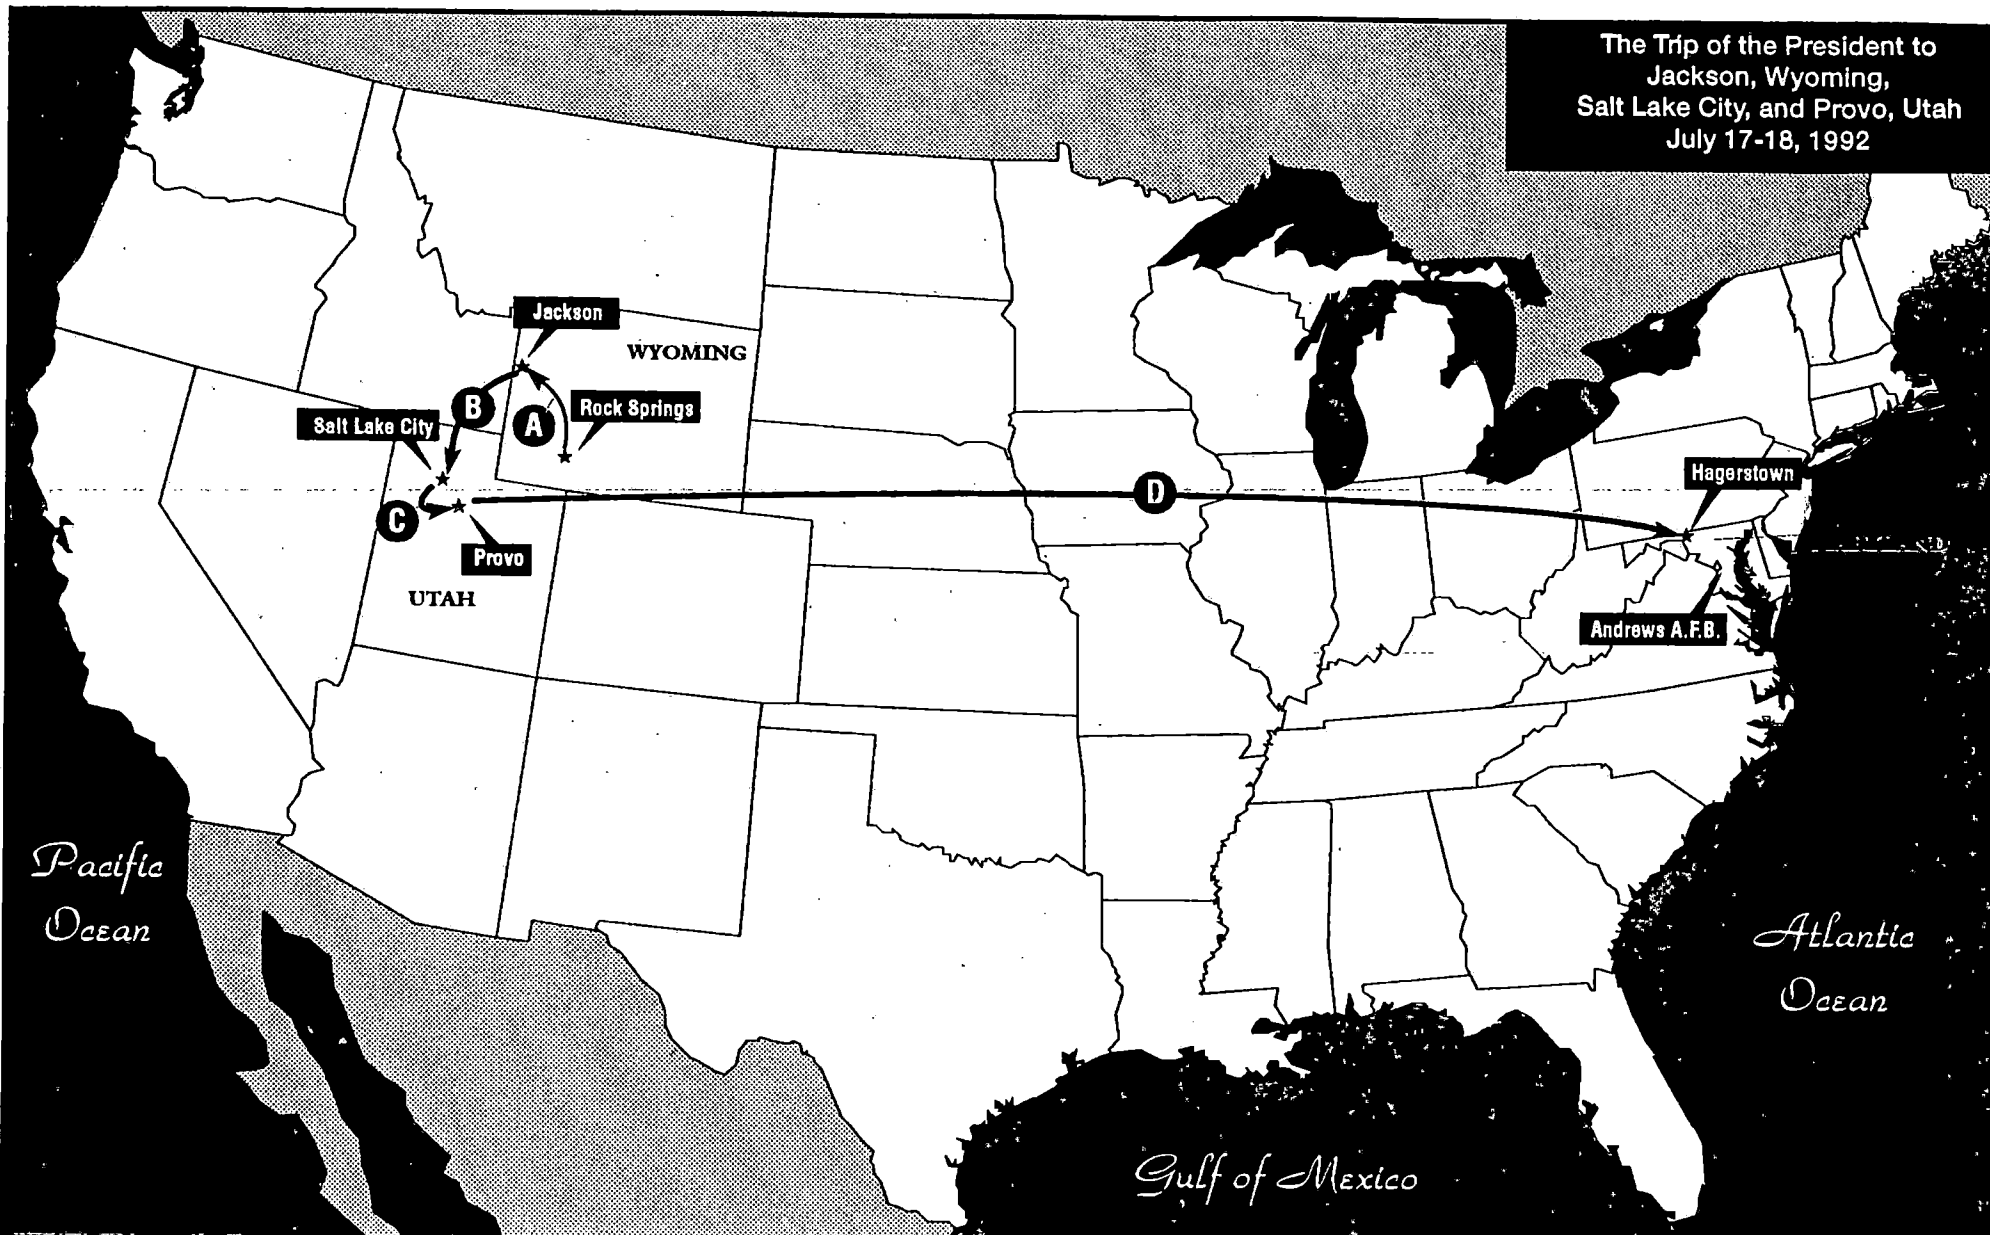 The Trip of the President to
Jackson, Wyoming,
Salt Lake City, and Provo, Utah
July 17-18, 1992
Jackson
WYOMING
B
Rock Springs
A
Salt Lake City
Hagerstown
D
C
Provo
UTAH
Andrews A.F.B.
Pacific
Ocean
Atlantic
Ocean
Gulf of Mexico